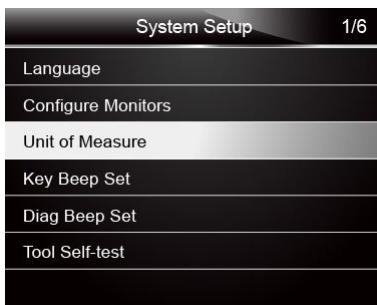 System Setup 1/6
Language
Configure Monitors
Unit of Measure
Key Beep Set
Diag Beep Set
Tool Self-test